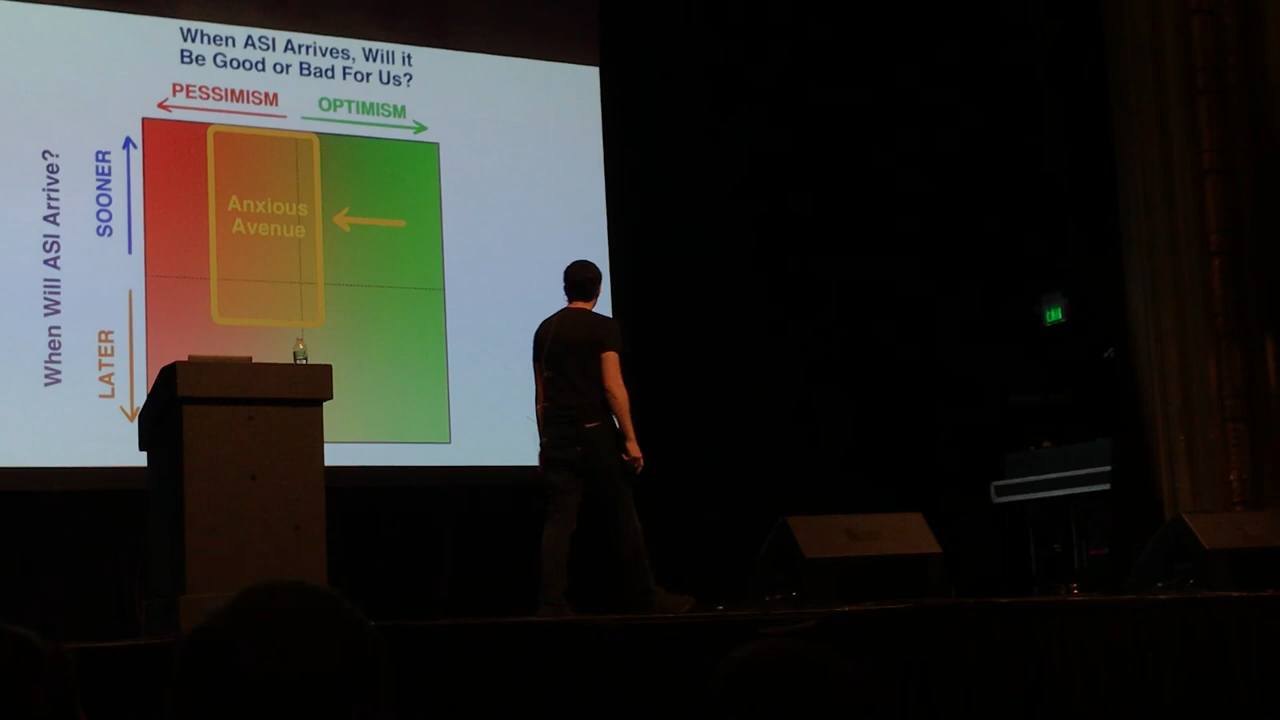 When ASI Arrives, Will it
Be Good or Bad For Us?
PESSIMISM
OPTIMISM
When Will ASI Arrive?
SOONER
LATER
Anxious
Avenue